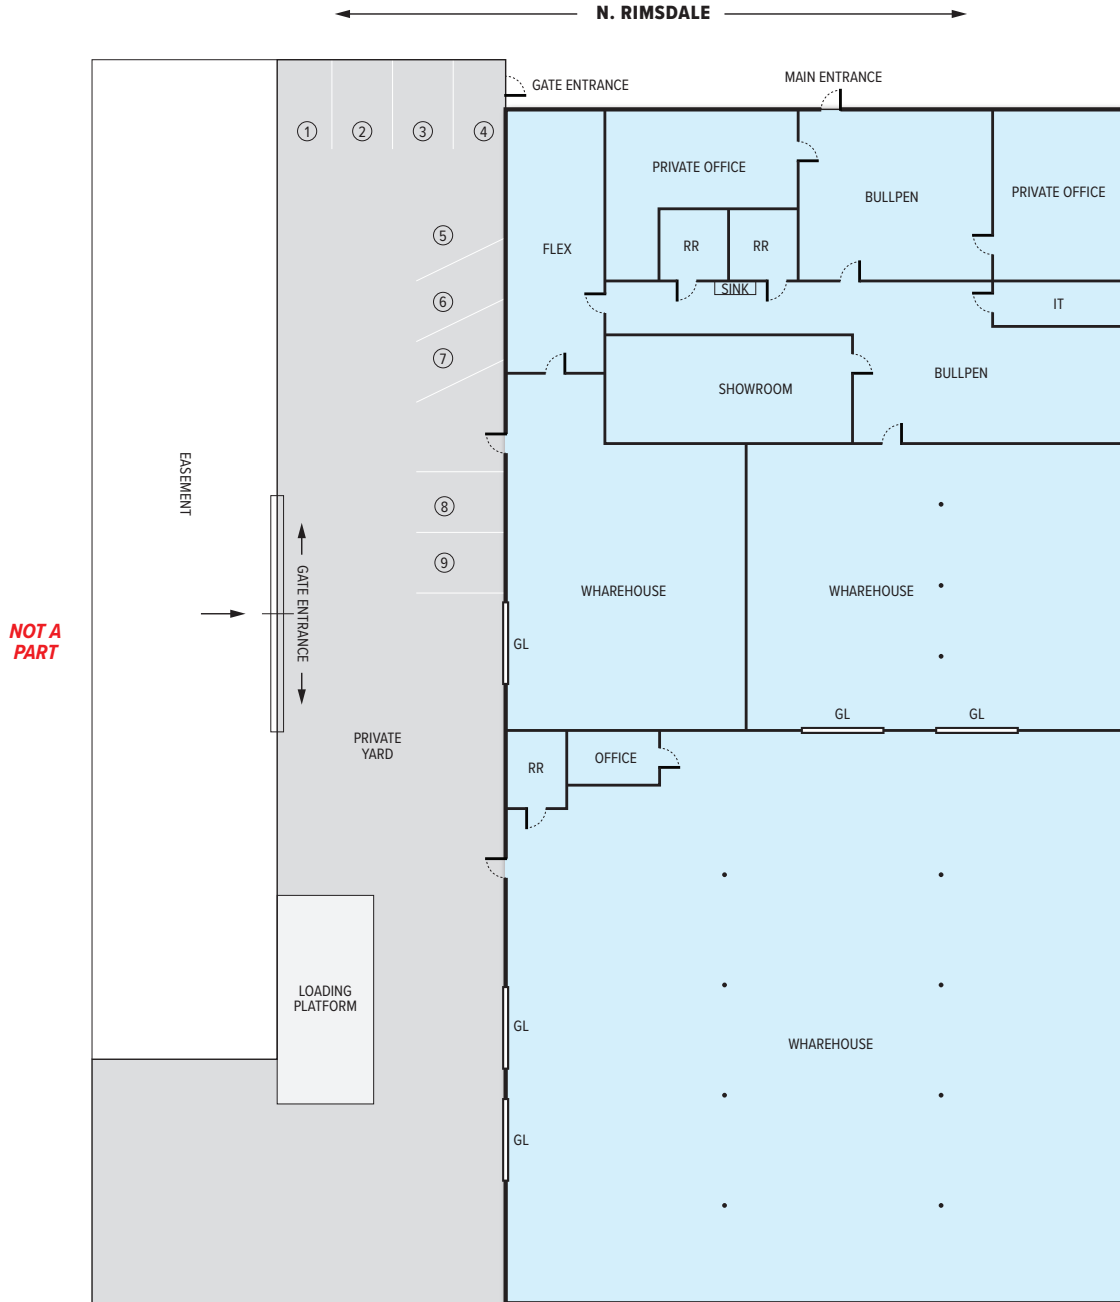 N. RIMSDALE
GATE ENTRANCE
MAIN ENTRANCE
1
2
3
4
PRIVATE OFFICE
BULLPEN
PRIVATE OFFICE
5
FLEX
RR
RR
SINK
6
IT
7
SHOWROOM
BULLPEN
EASEMENT
8
9
GATE ENTRANCE
WHAREHOUSE
WHAREHOUSE
NOT A
PART
GL
GL
GL
PRIVATE
YARD
RR
OFFICE
LOADING
PLATFORM
GL
WHAREHOUSE
GL